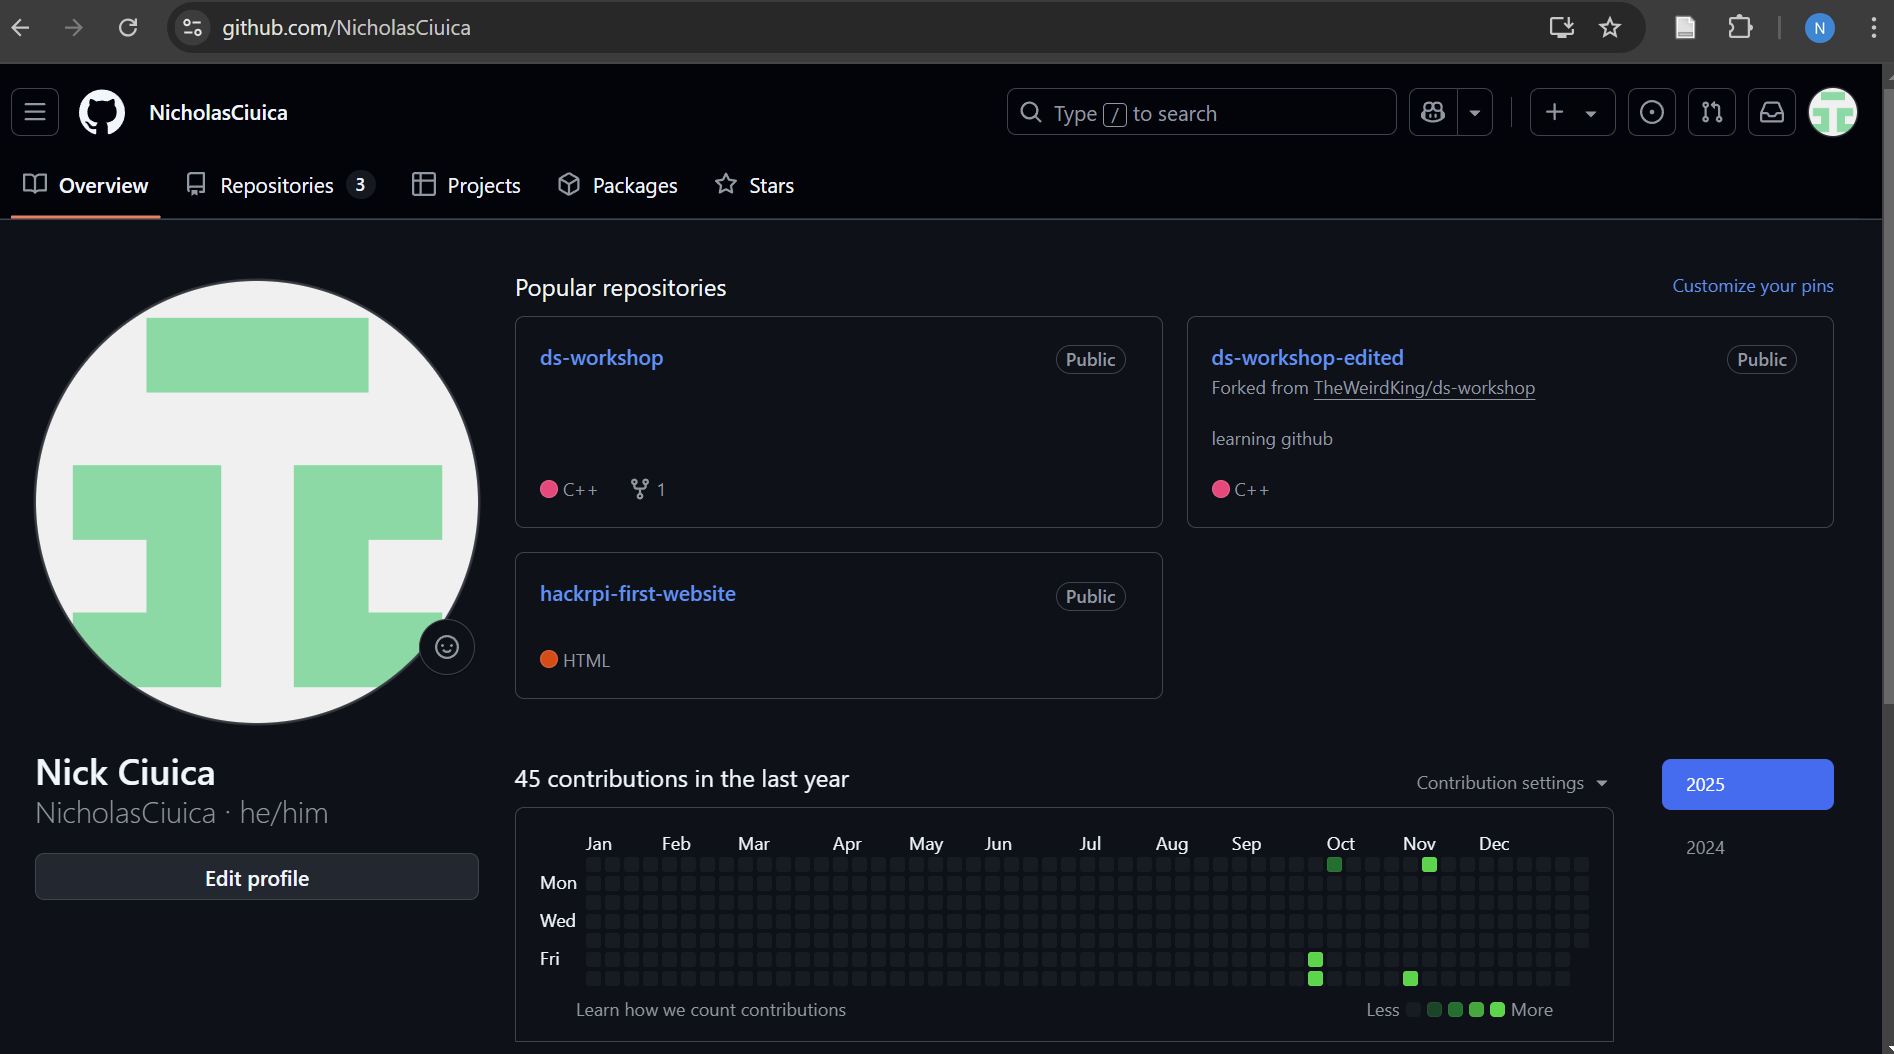 github.com/NicholasCiuica
N
NicholasCiuica
Type / to search
Overview
Repositories 3
Projects
Packages
Stars
Popular repositories
Customize your pins
ds-workshop
Public
C++
1
ds-workshop-edited
Public
Forked from TheWeirdKing/ds-workshop
learning github
C++
hackrpi-first-website
Public
HTML
Nick Ciuica
NicholasCiuica · he/him
Edit profile
45 contributions in the last year
Contribution settings
2025
2024
Jan Feb Mar Apr May Jun Jul Aug Sep Oct Nov Dec
Mon
Wed
Fri
Learn how we count contributions
Less More